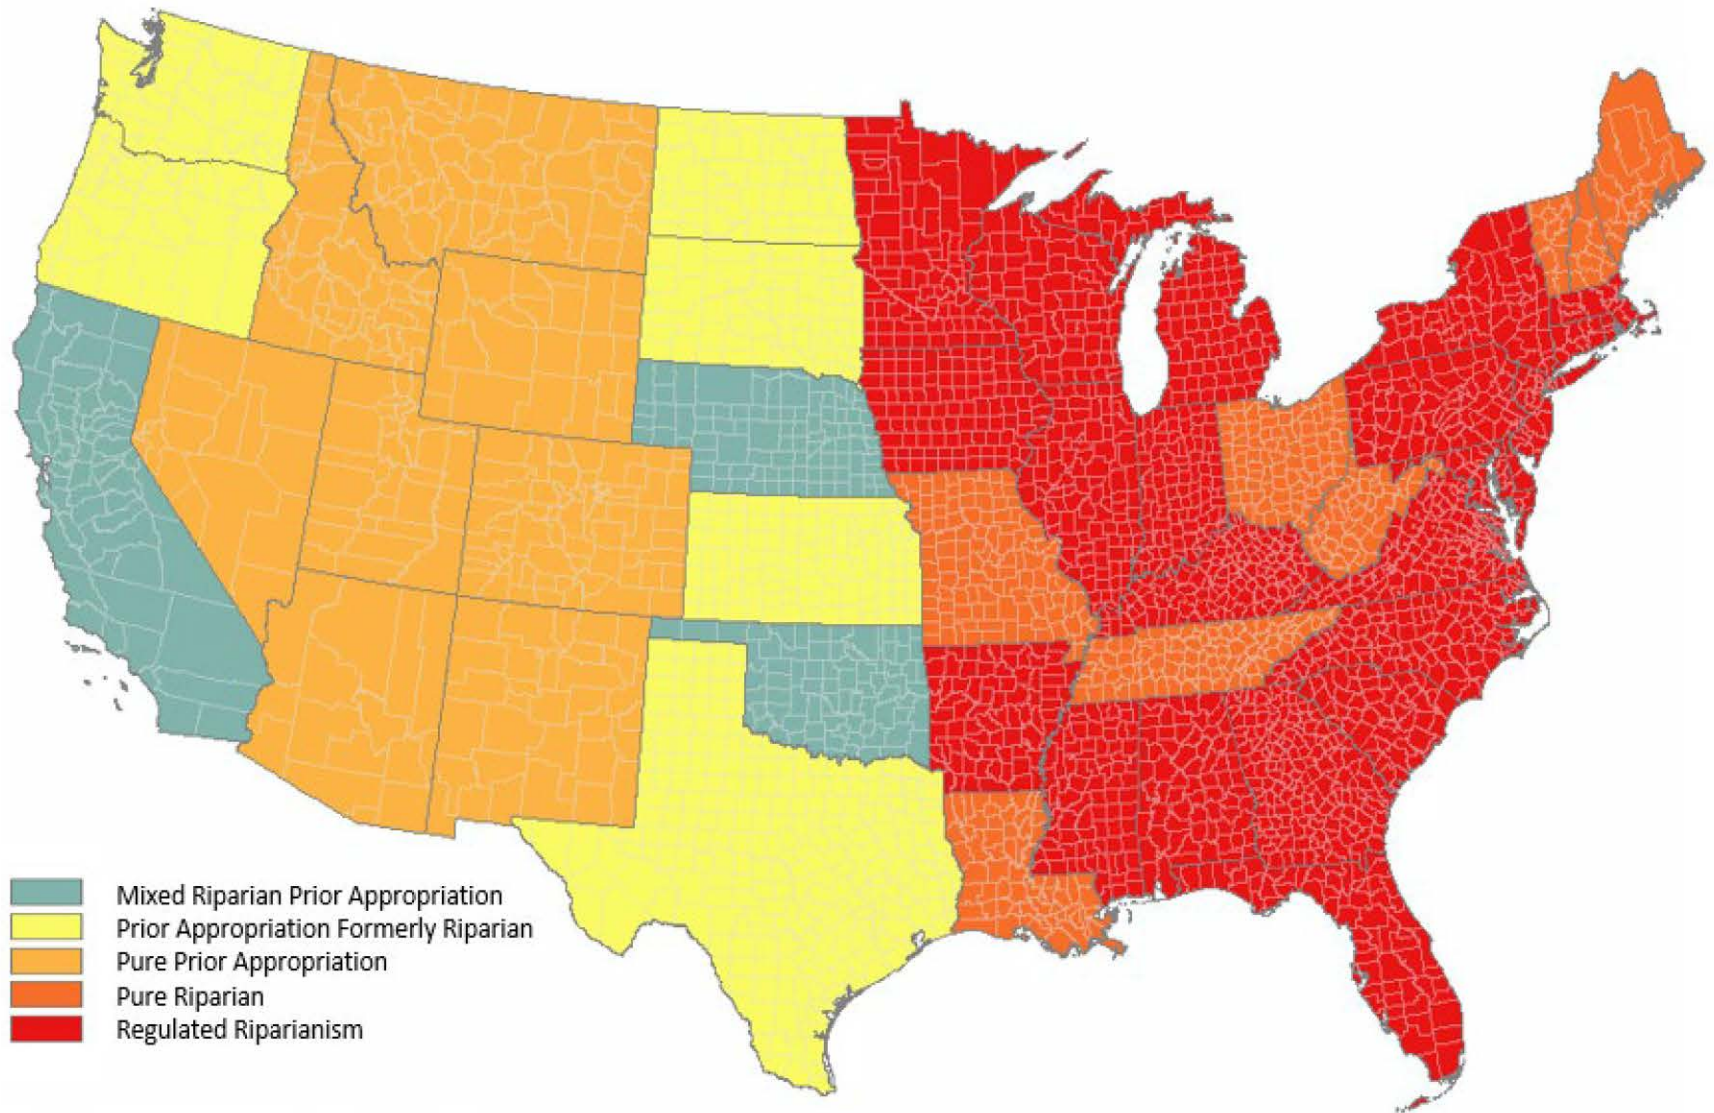 Mixed Riparian Prior Appropriation
Prior Appropriation Formerly Riparian
Pure Prior Appropriation
Pure Riparian
Regulated Riparianism